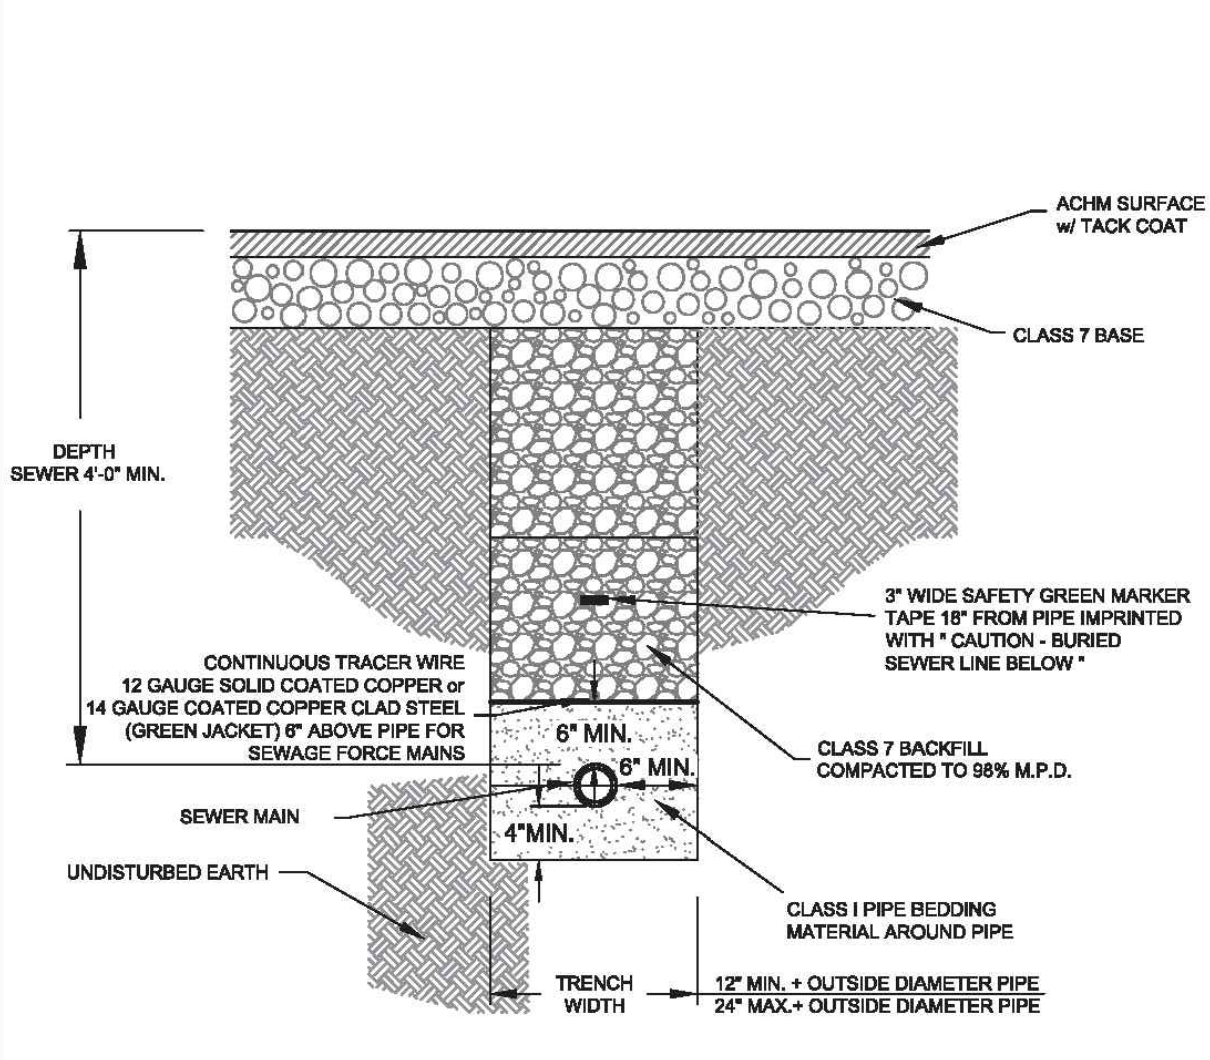 ACHM SURFACE
w/ TACK COAT
CLASS 7 BASE
DEPTH
SEWER 4'-0" MIN.
3" WIDE SAFETY GREEN MARKER
TAPE 18" FROM PIPE IMPRINTED
WITH " CAUTION - BURIED
SEWER LINE BELOW "
CONTINUOUS TRACER WIRE
12 GAUGE SOLID COATED COPPER or
14 GAUGE COATED COPPER CLAD STEEL
(GREEN JACKET) 6" ABOVE PIPE FOR
SEWAGE FORCE MAINS
6" MIN.
6" MIN.
CLASS 7 BACKFILL
COMPACTED TO 98% M.P.D.
SEWER MAIN
4"MIN.
UNDISTURBED EARTH
CLASS I PIPE BEDDING
MATERIAL AROUND PIPE
TRENCH
WIDTH
12" MIN. + OUTSIDE DIAMETER PIPE
24" MAX.+ OUTSIDE DIAMETER PIPE